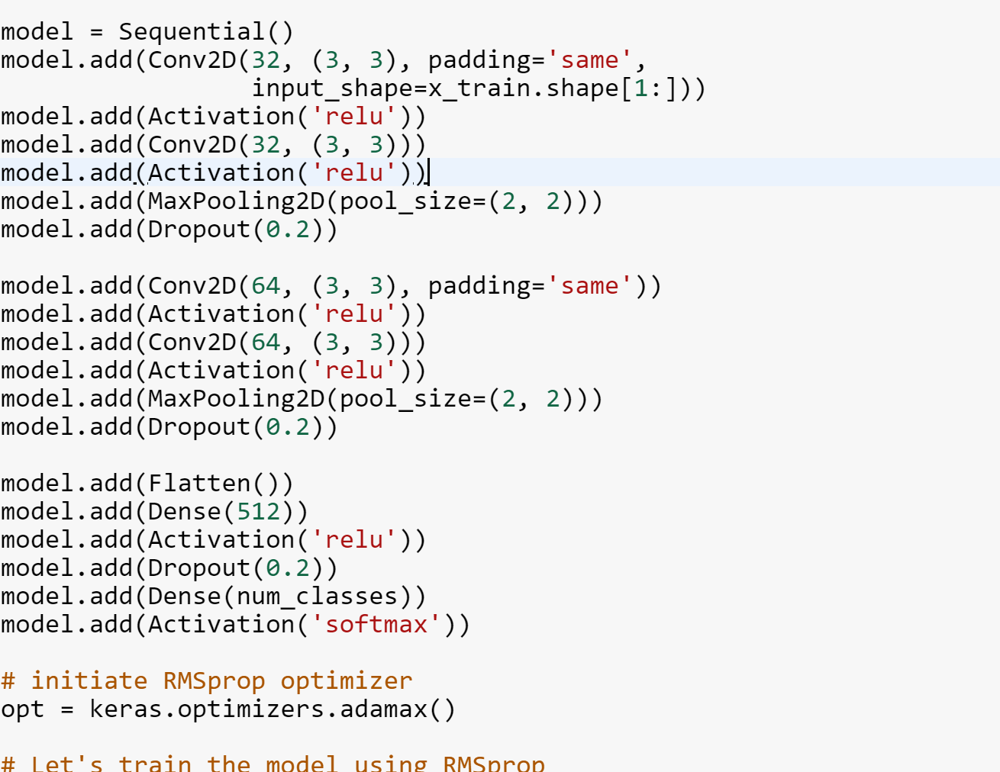 model = Sequential()
model.add(Conv2D(32, (3, 3), padding='same',
                 input_shape=x_train.shape[1:]))
model.add(Activation('relu'))
model.add(Conv2D(32, (3, 3)))
model.add(Activation('relu'))
model.add(MaxPooling2D(pool_size=(2, 2)))
model.add(Dropout(0.2))

model.add(Conv2D(64, (3, 3), padding='same'))
model.add(Activation('relu'))
model.add(Conv2D(64, (3, 3)))
model.add(Activation('relu'))
model.add(MaxPooling2D(pool_size=(2, 2)))
model.add(Dropout(0.2))

model.add(Flatten())
model.add(Dense(512))
model.add(Activation('relu'))
model.add(Dropout(0.2))
model.add(Dense(num_classes))
model.add(Activation('softmax'))

# initiate RMSprop optimizer
opt = keras.optimizers.adamax()

# Let's train the model using RMSprop